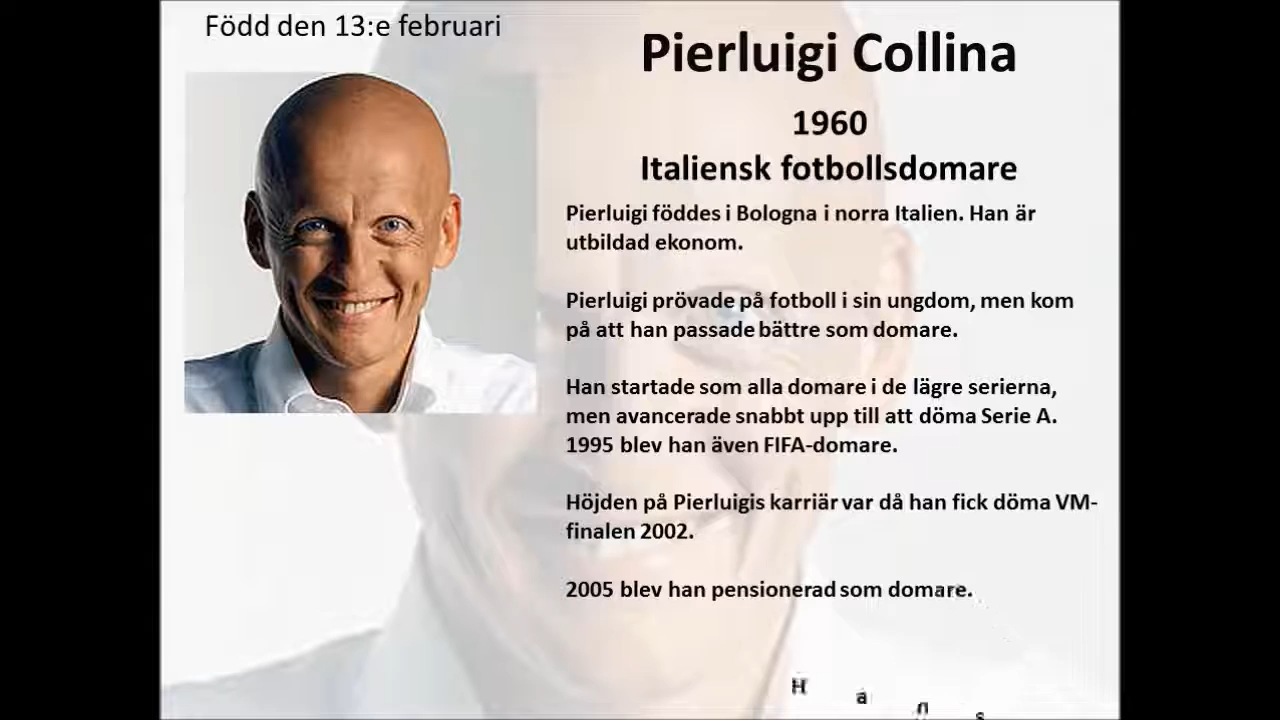 Född den 13:e februari
Pierluigi Collina
1960
Italiensk fotbollsdomare
Pierluigi föddes i Bologna i norra Italien. Han är
utbildad ekonom.
Pierluigi prövade på fotboll i sin ungdom, men kom
på att han passade bättre som domare.
Han startade som alla domare i de lägre serierna,
men avancerade snabbt upp till att döma Serie A.
1995 blev han även FIFA-domare.
Höjden på Pierluigis karriär var då han fick döma VM-
finalen 2002.
2005 blev han pensionerad som domare.
H a n s